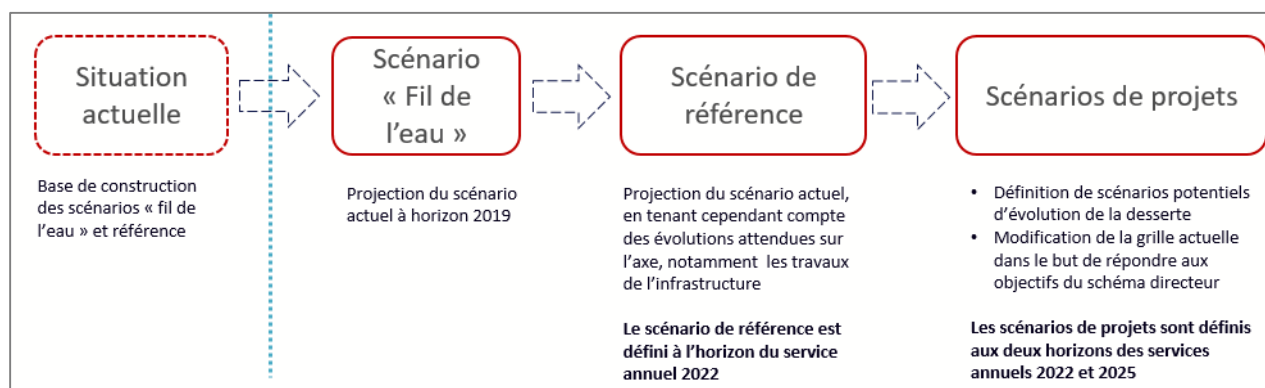 Situation
actuelle
Scénario
« Fil de
l’eau »
Scénario de
référence
Scénarios de projets
Base de construction
des scénarios « fil de
l’eau » et référence
Projection du scénario
actuel à horizon 2019
Projection du scénario actuel,
en tenant cependant compte
des évolutions attendues sur
l’axe, notamment les travaux
de l’infrastructure
Le scénario de référence est
défini à l’horizon du service
annuel 2022
• Définition de scénarios potentiels
d’évolution de la desserte
• Modification de la grille actuelle
dans le but de répondre aux
objectifs du schéma directeur
Les scénarios de projets sont définis
aux deux horizons des services
annuels 2022 et 2025